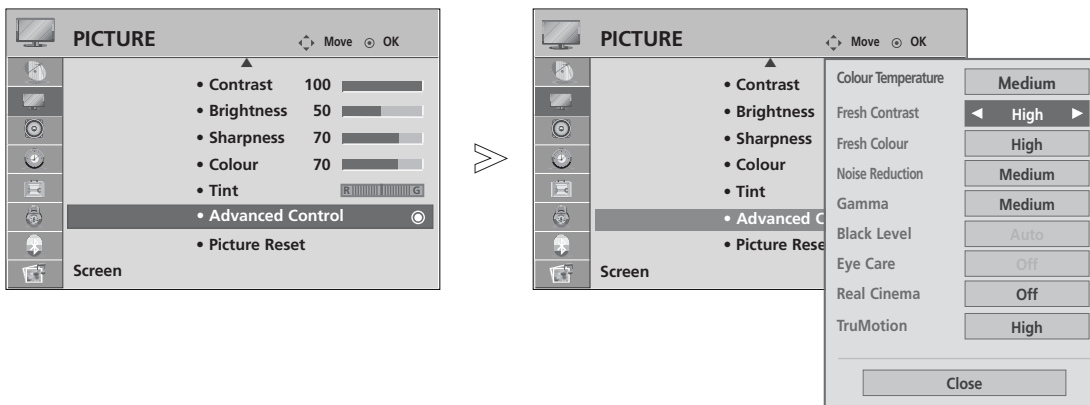 PICTURE
Move OK
• Contrast 100
• Brightness 50
• Sharpness 70
• Colour 70
• Tint R G
• Advanced Control
• Picture Reset
Screen
PICTURE
Move OK
• Contrast
• Brightness
• Sharpness
• Colour
• Tint
• Advanced C
• Picture Rese
Screen
Colour Temperature Medium
Fresh Contrast High
Fresh Colour High
Noise Reduction Medium
Gamma Medium
Black Level Auto
Eye Care Off
Real Cinema Off
TruMotion High
Close